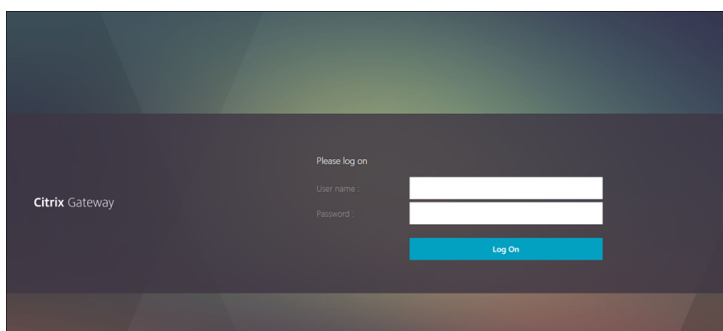 Please log on
User name :
Citrix Gateway
Password :
Log On